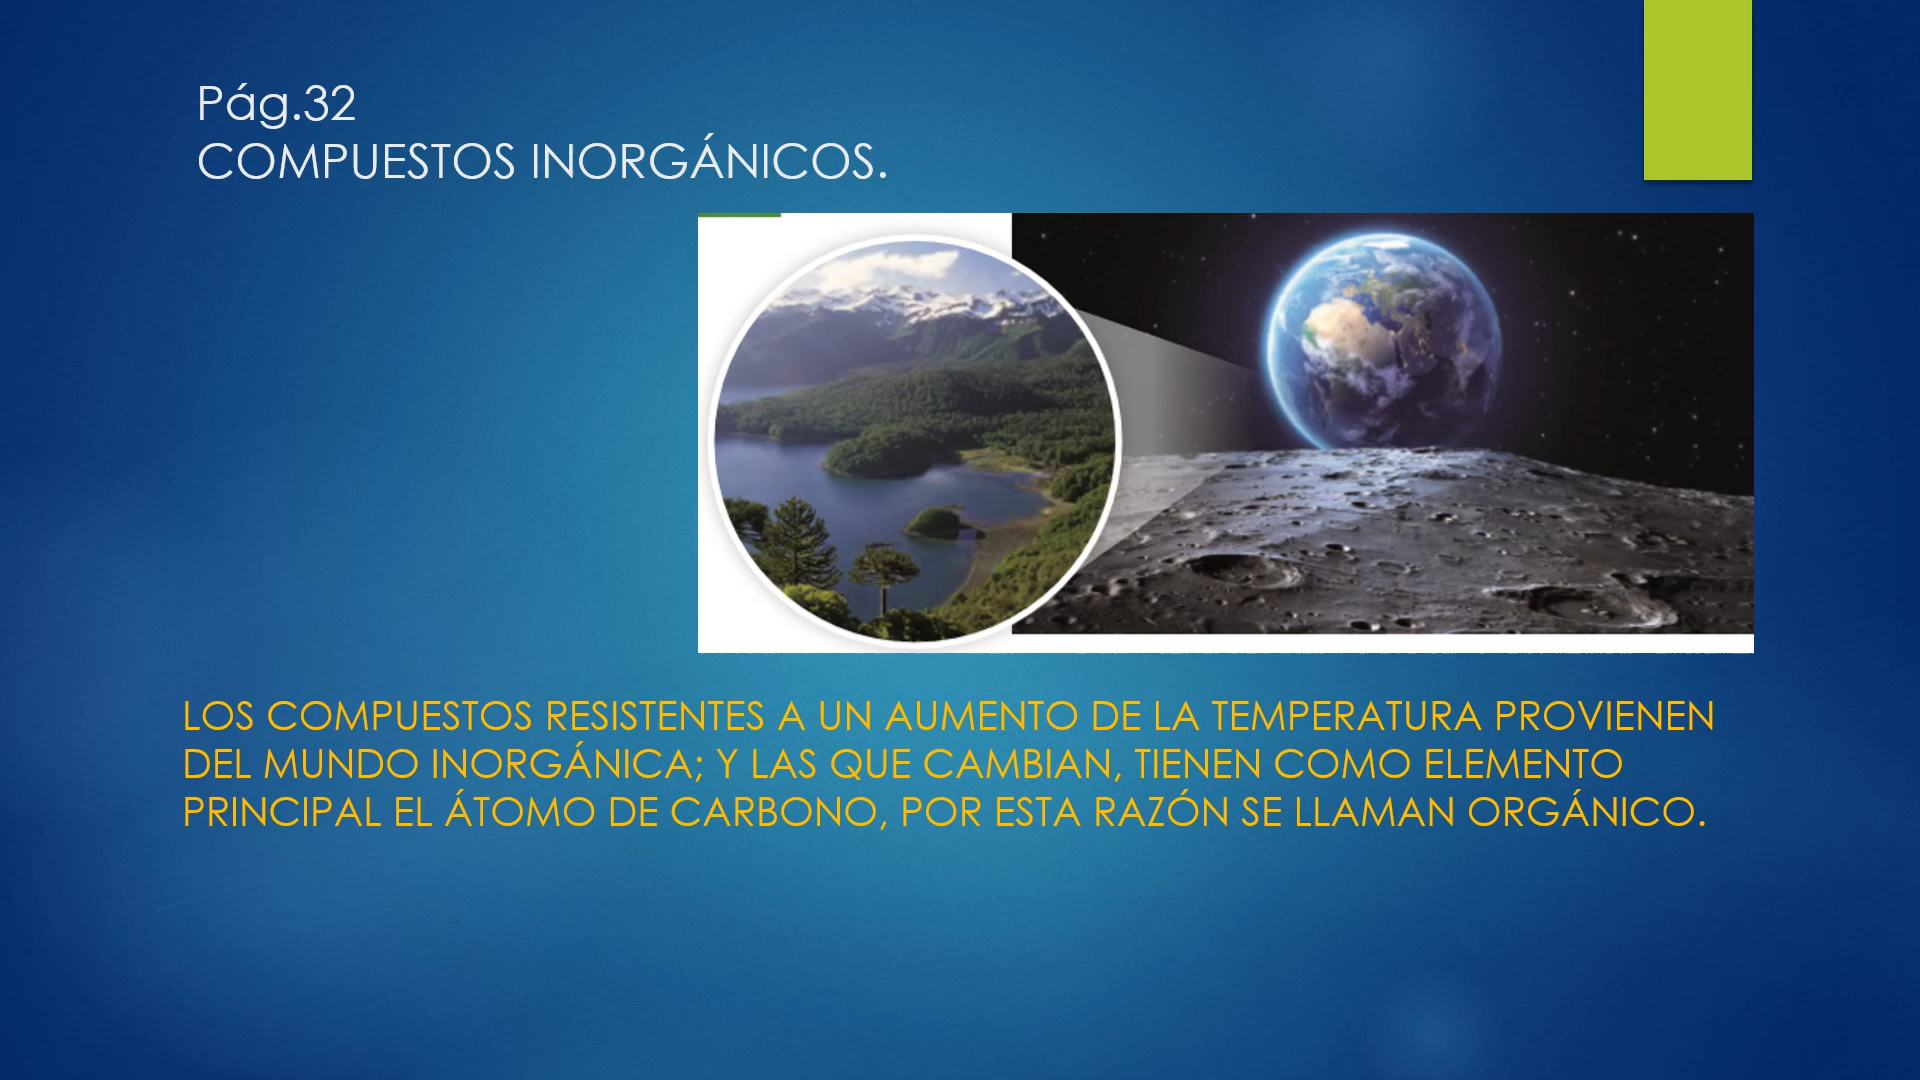 Pág.32
COMPUESTOS INORGÁNICOS.
LOS COMPUESTOS RESISTENTES A UN AUMENTO DE LA TEMPERATURA PROVIENEN
DEL MUNDO INORGÁNICA; Y LAS QUE CAMBIAN, TIENEN COMO ELEMENTO
PRINCIPAL EL ÁTOMO DE CARBONO, POR ESTA RAZÓN SE LLAMAN ORGÁNICO.